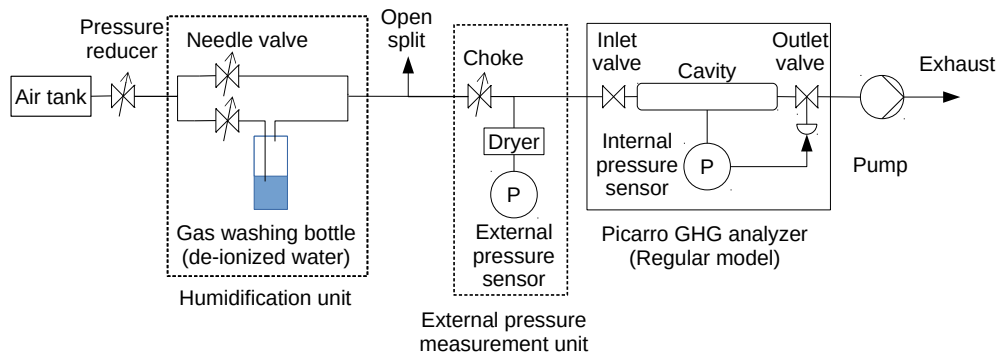 Pressure
reducer
Needle valve
Open
split
Choke
Inlet
valve
Cavity
Outlet
valve
Exhaust
Air tank
Dryer
P
Internal
pressure
sensor
P
Pump
Gas washing bottle
(de-ionized water)
External
pressure
sensor
Picarro GHG analyzer
(Regular model)
Humidification unit
External pressure
measurement unit